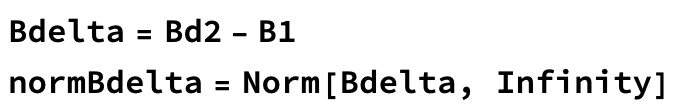 Bdelta = Bd2 – B1
normBdelta = Norm[Bdelta, Infinity]